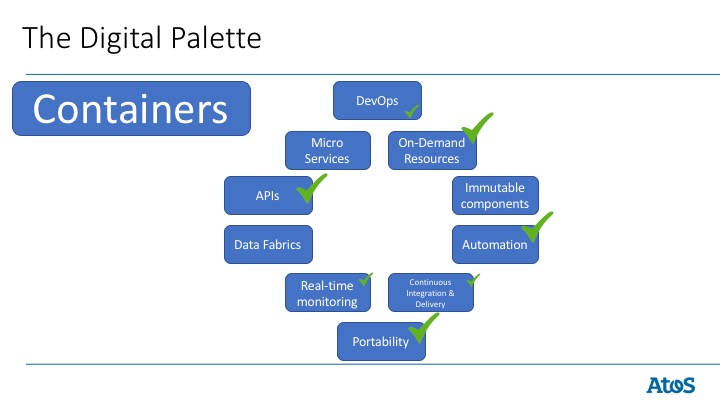 The Digital Palette
Containers
DevOps
Micro
Services
On-Demand
Resources
APIs
Immutable
components
Data Fabrics
Automation
Real-time
monitoring
Continuous
Integration &
Delivery
Portability
Atos